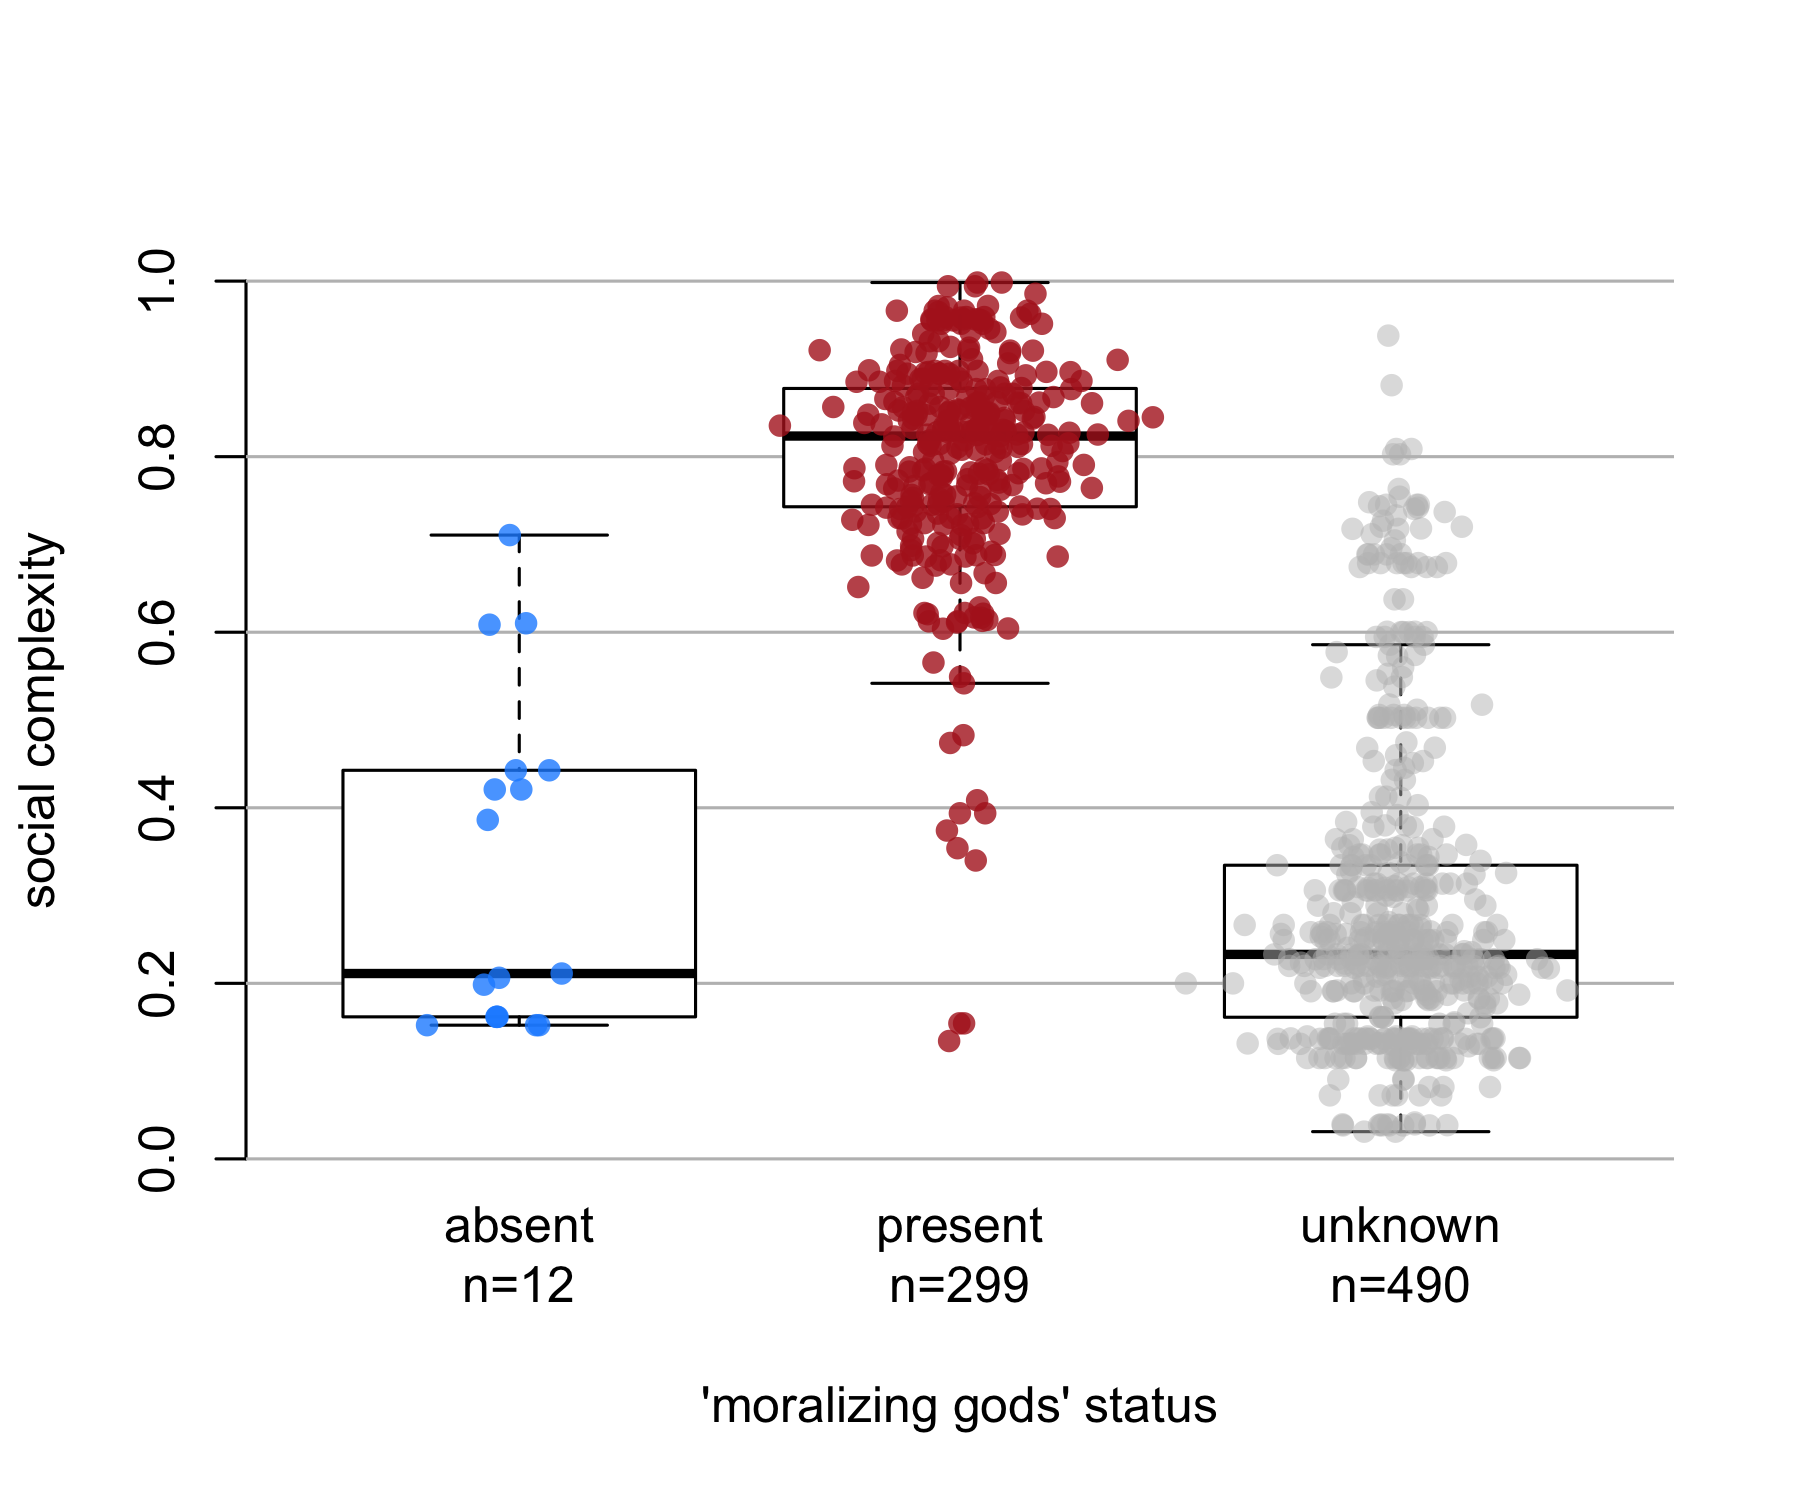 social complexity
1.0
0.8
0.6
0.4
0.2
0.0
absent present unknown
n=12 n=299 n=490
'moralizing gods' status